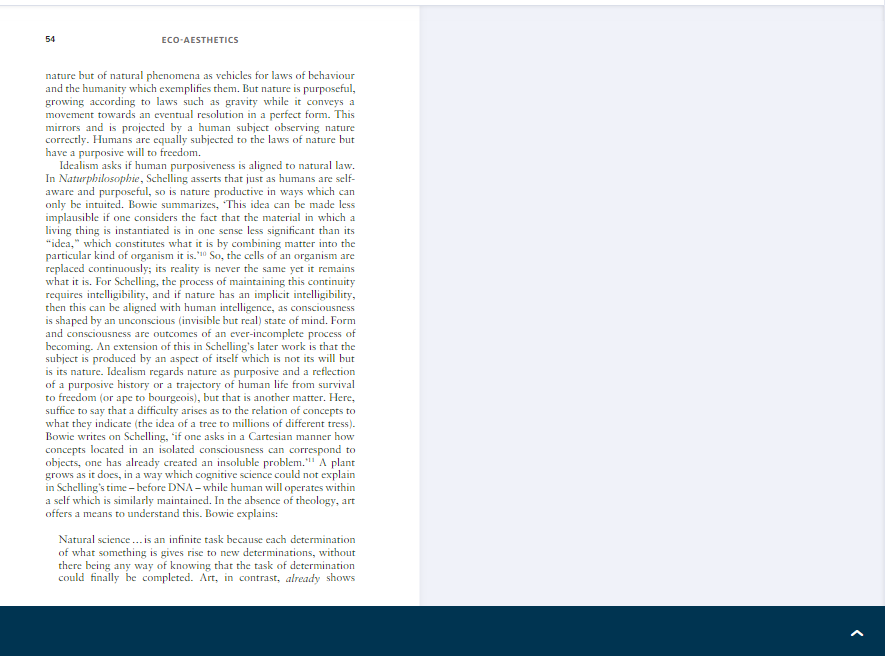 54
ECO-AESTHETICS
nature but of natural phenomena as vehicles for laws of behaviour
and the humanity which exemplifies them. But nature is purposeful,
growing according to laws such as gravity while it conveys a
movement towards an eventual resolution in a perfect form. This
mirrors and is projected by a human subject observing nature
correctly. Humans are equally subjected to the laws of nature but
have a purposive will to freedom.
Idealism asks if human purposiveness is aligned to natural law.
In Naturphilosophie, Schelling asserts that just as humans are self-
aware and purposeful, so is nature productive in ways which can
only be intuited. Bowie summarizes, ‘This idea can be made less
implausible if one considers the fact that the material in which a
living thing is instantiated is in one sense less significant than its
“idea,” which constitutes what it is by combining matter into the
particular kind of organism it is.’¹⁰ So, the cells of an organism are
replaced continuously; its reality is never the same yet it remains
what it is. For Schelling, the process of maintaining this continuity
requires intelligibility, and if nature has an implicit intelligibility,
then this can be aligned with human intelligence, as consciousness
is shaped by an unconscious (invisible but real) state of mind. Form
and consciousness are outcomes of an ever-incomplete process of
becoming. An extension of this in Schelling’s later work is that the
subject is produced by an aspect of itself which is not its will but
is its nature. Idealism regards nature as purposive and a reflection
of a purposive history or a trajectory of human life from survival
to freedom (or ape to bourgeois), but that is another matter. Here,
suffice to say that a difficulty arises as to the relation of concepts to
what they indicate (the idea of a tree to millions of different tress).
Bowie writes on Schelling, ‘if one asks in a Cartesian manner how
concepts located in an isolated consciousness can correspond to
objects, one has already created an insoluble problem.’¹¹ A plant
grows as it does, in a way which cognitive science could not explain
in Schelling’s time – before DNA – while human will operates within
a self which is similarly maintained. In the absence of theology, art
offers a means to understand this. Bowie explains:
Natural science … is an infinite task because each determination
of what something is gives rise to new determinations, without
there being any way of knowing that the task of determination
could finally be completed. Art, in contrast, already shows